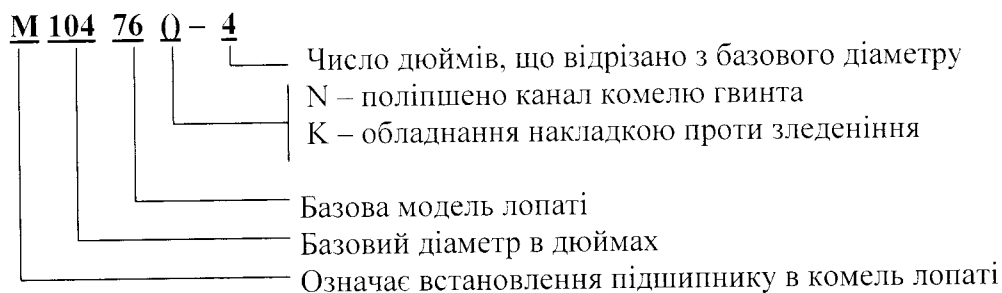 М 104 76 () – 4
Число дюймів, що відрізано з базового діаметру
N – поліпшено канал комелю гвинта
K – обладнання накладкою проти зледеніння
Базова модель лопаті
Базовий діаметр в дюймах
Означає встановлення підшипнику в комель лопаті